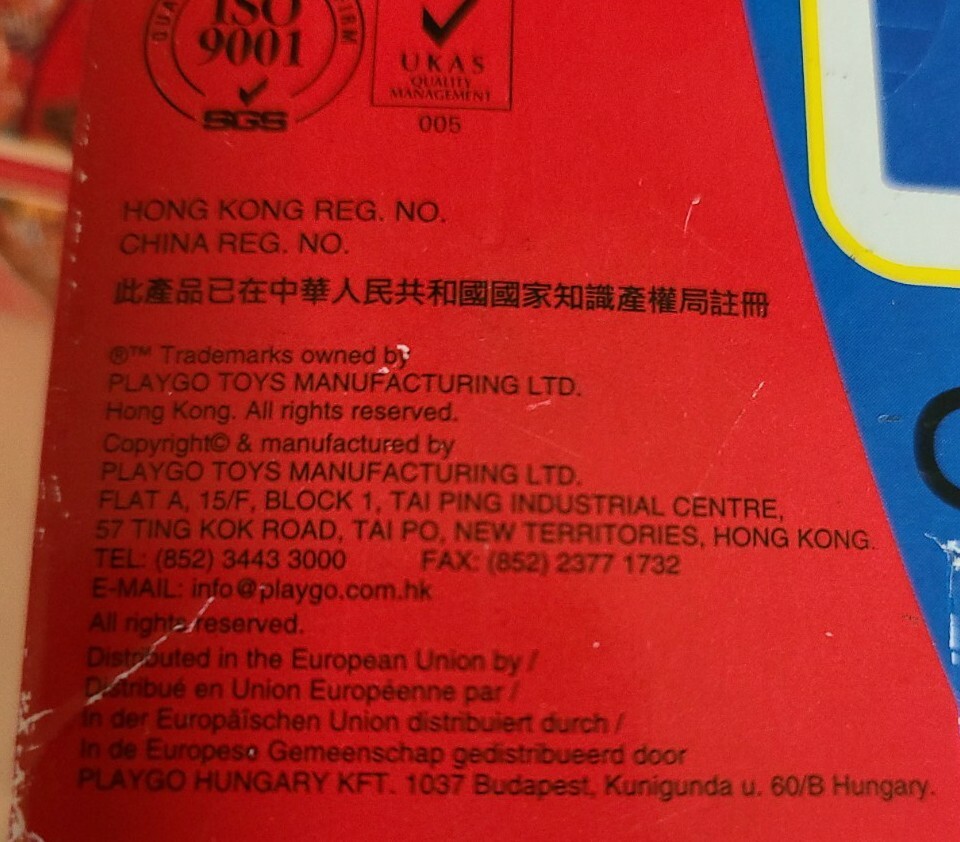 QUA
FIRM
ISO
9001
SGS
UKAS
QUALITY
MANAGEMENT
005
HONG KONG REG. NO.
CHINA REG. NO.
此產品已在中華人民共和國國家知識產權局註冊
®™ Trademarks owned by
PLAYGO TOYS MANUFACTURING LTD.
Hong Kong. All rights reserved.
Copyright© & manufactured by
PLAYGO TOYS MANUFACTURING LTD.
FLAT A, 15/F, BLOCK 1, TAI PING INDUSTRIAL CENTRE,
57 TING KOK ROAD, TAI PO, NEW TERRITORIES, HONG KONG.
TEL: (852) 3443 3000 FAX: (852) 2377 1732
E-MAIL: info@playgo.com.hk
All rights reserved.
Distributed in the European Union by /
Distribué en Union Européenne par /
In der Europäischen Union distribuiert durch /
In de Europese Gemeenschap gedistribueerd door
PLAYGO HUNGARY KFT. 1037 Budapest, Kunigunda u. 60/B Hungary.